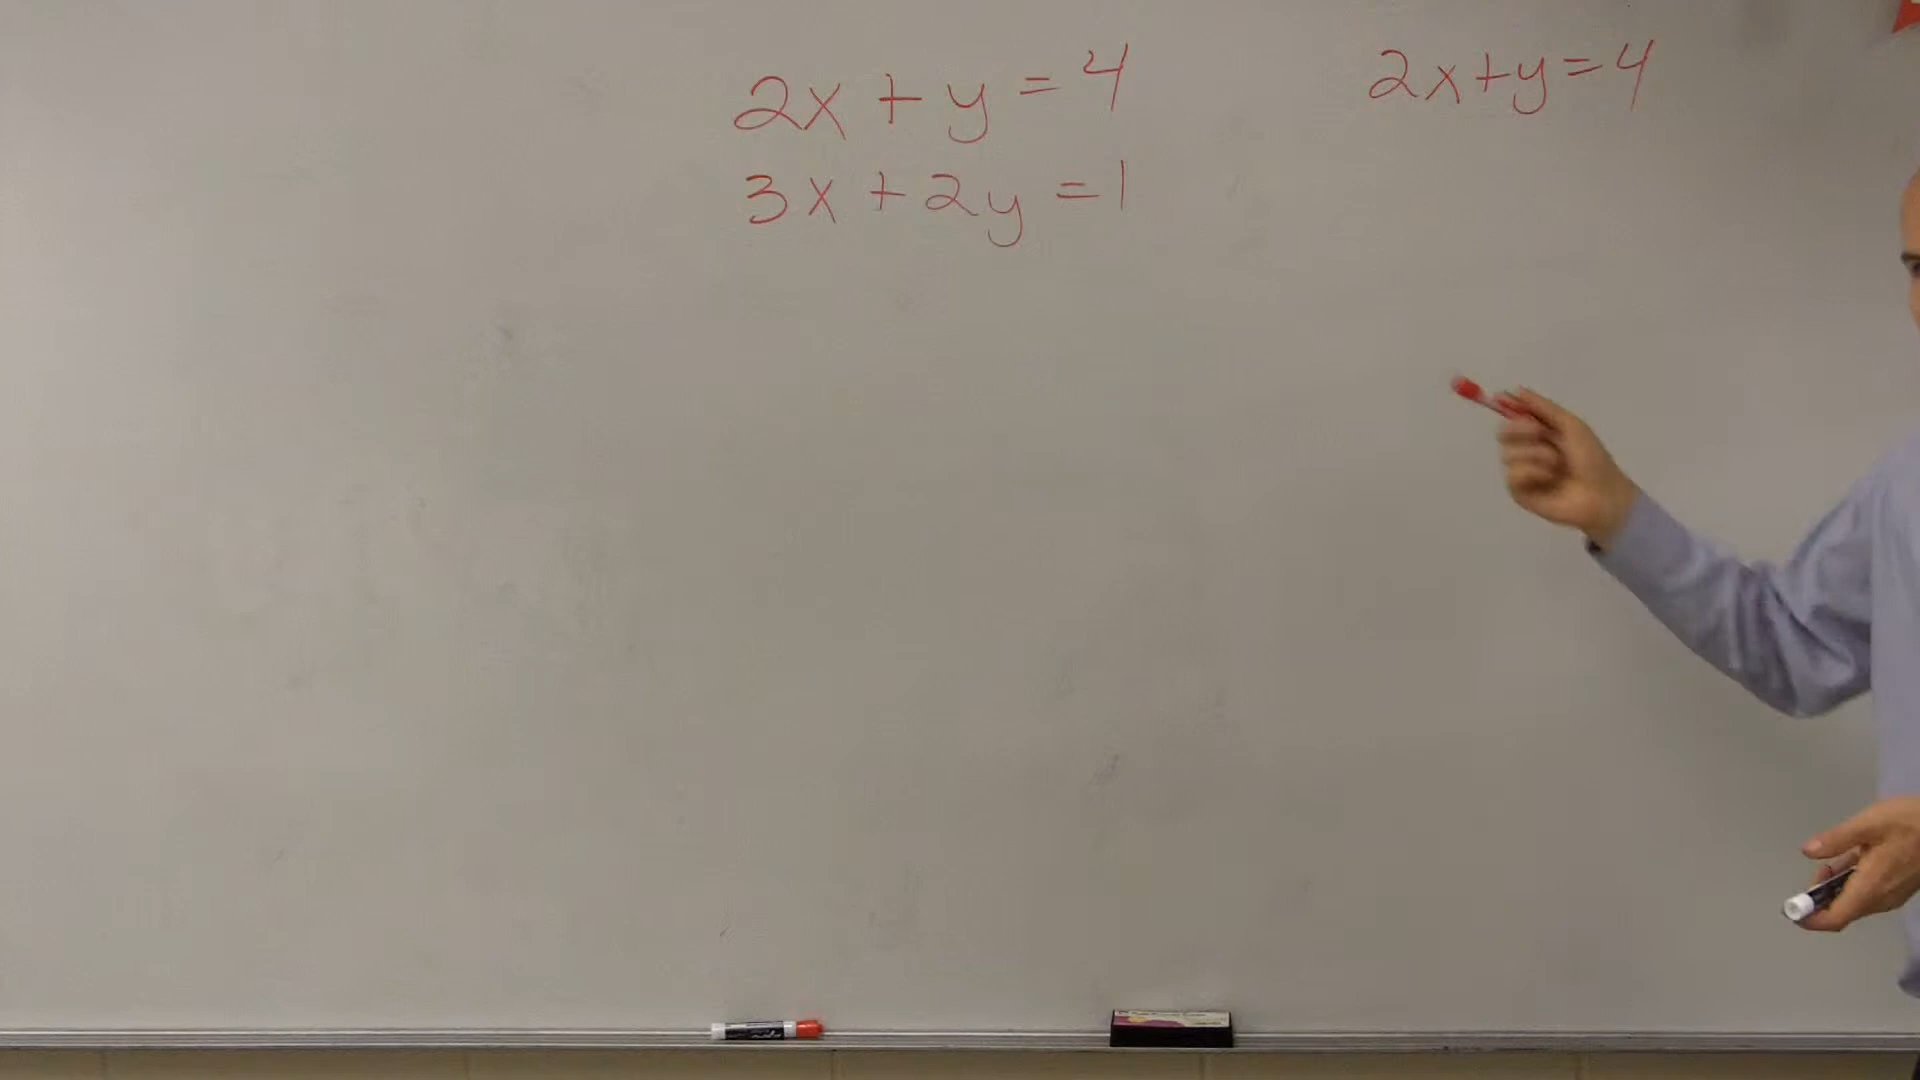 2x + y = 4
3x + 2y = 1
2x+y=4